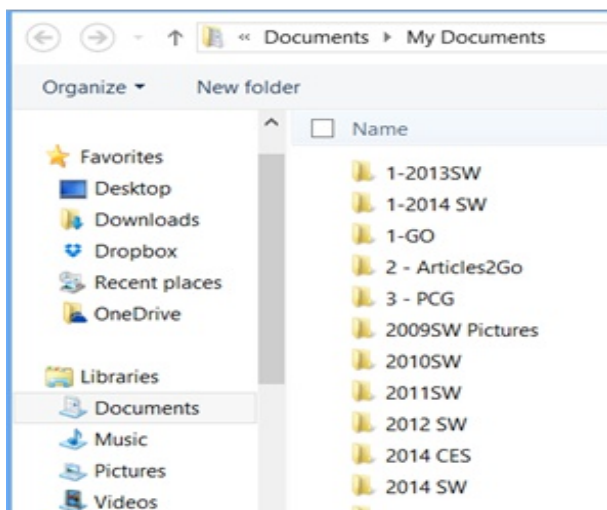 « Documents ▸ My Documents
Organize ▾ New folder
Name
Favorites
Desktop
Downloads
Dropbox
Recent places
OneDrive
Libraries
Documents
Music
Pictures
Videos
1-2013SW
1-2014 SW
1-GO
2 - Articles2Go
3 - PCG
2009SW Pictures
2010SW
2011SW
2012 SW
2014 CES
2014 SW